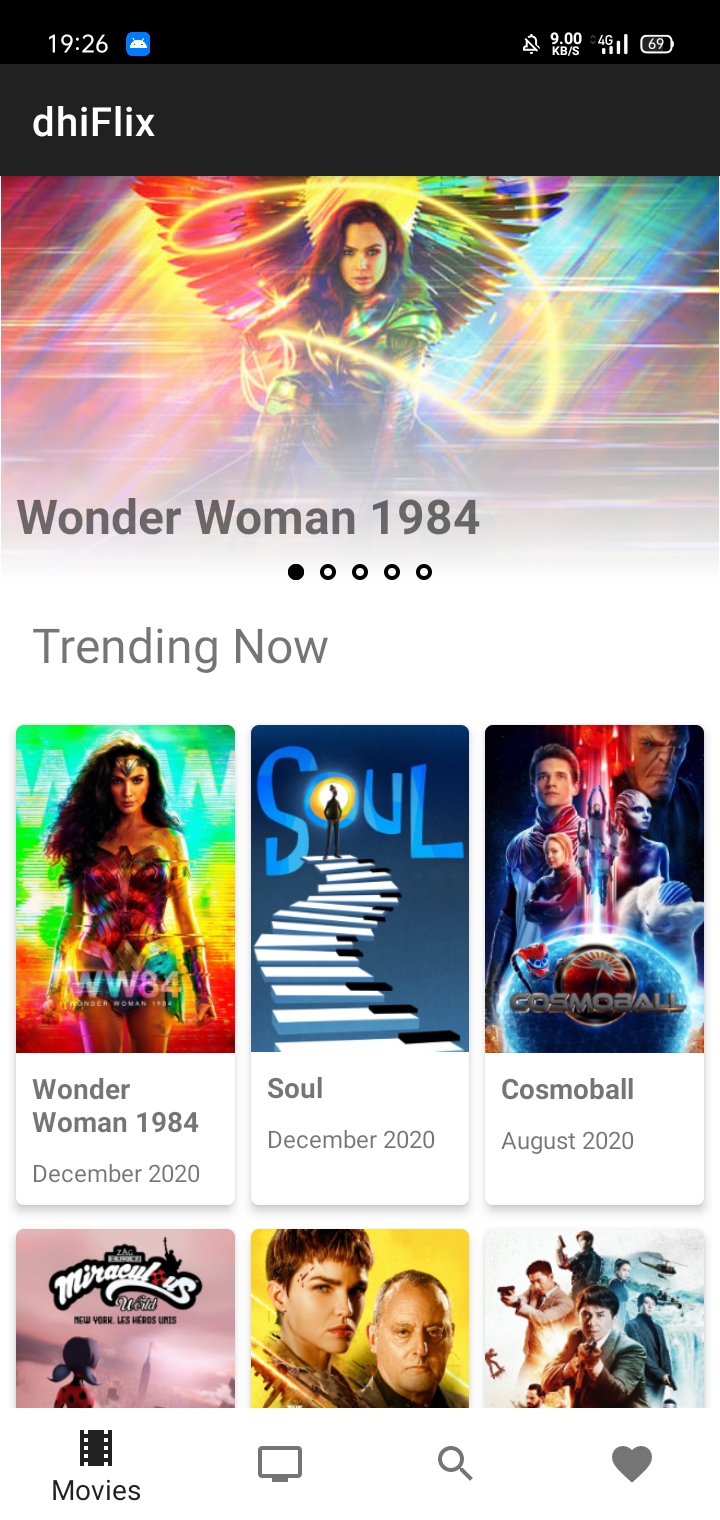 19:26
9.00
KB/S
4G
69
dhiFlix
Wonder Woman 1984
Trending Now
WW
WW84
WONDER WOMAN 1984
SOUL
COSMOBALL
Wonder
Woman 1984
December 2020
Soul
December 2020
Cosmoball
August 2020
ZAG
HEROEZ
Miraculous
World
NEW YORK, LES HÉROS UNIS
Movies